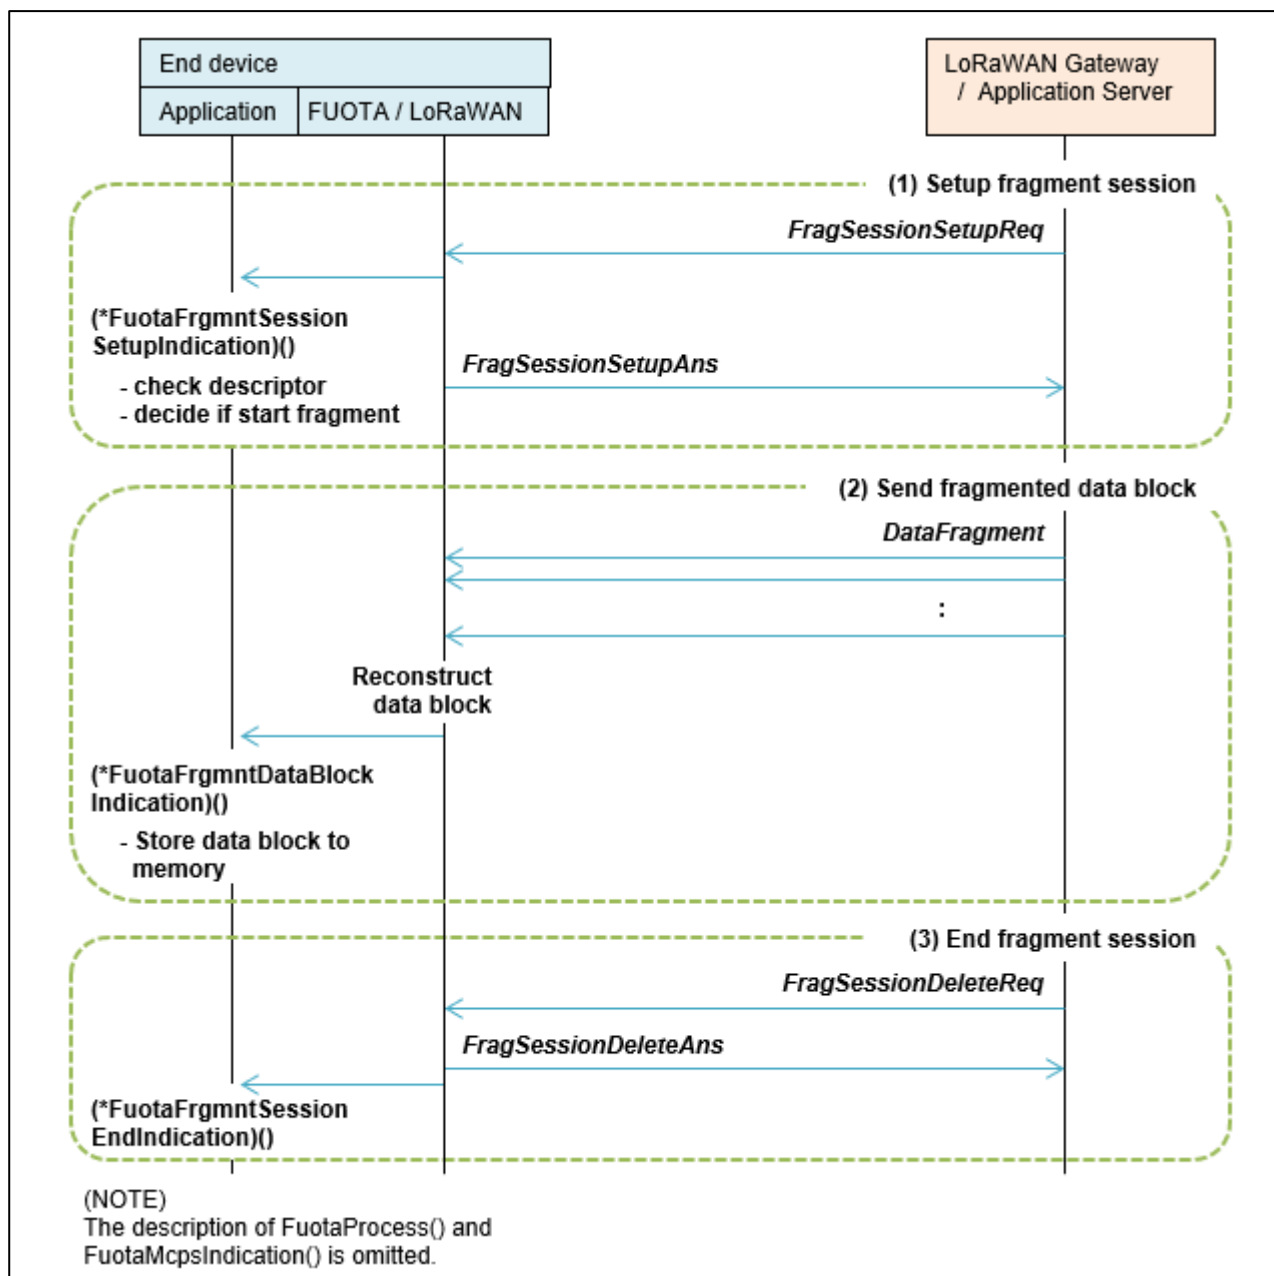 End device
LoRaWAN Gateway
/ Application Server
Application
FUOTA / LoRaWAN
(1) Setup fragment session
FragSessionSetupReq
(*FuotaFrgmntSession
SetupIndication)()
FragSessionSetupAns
- check descriptor
- decide if start fragment
(2) Send fragmented data block
DataFragment
:
Reconstruct
data block
(*FuotaFrgmntDataBlock
Indication)()
- Store data block to
memory
(3) End fragment session
FragSessionDeleteReq
FragSessionDeleteAns
(*FuotaFrgmntSession
EndIndication)()
(NOTE)
The description of FuotaProcess() and
FuotaMcpsIndication() is omitted.